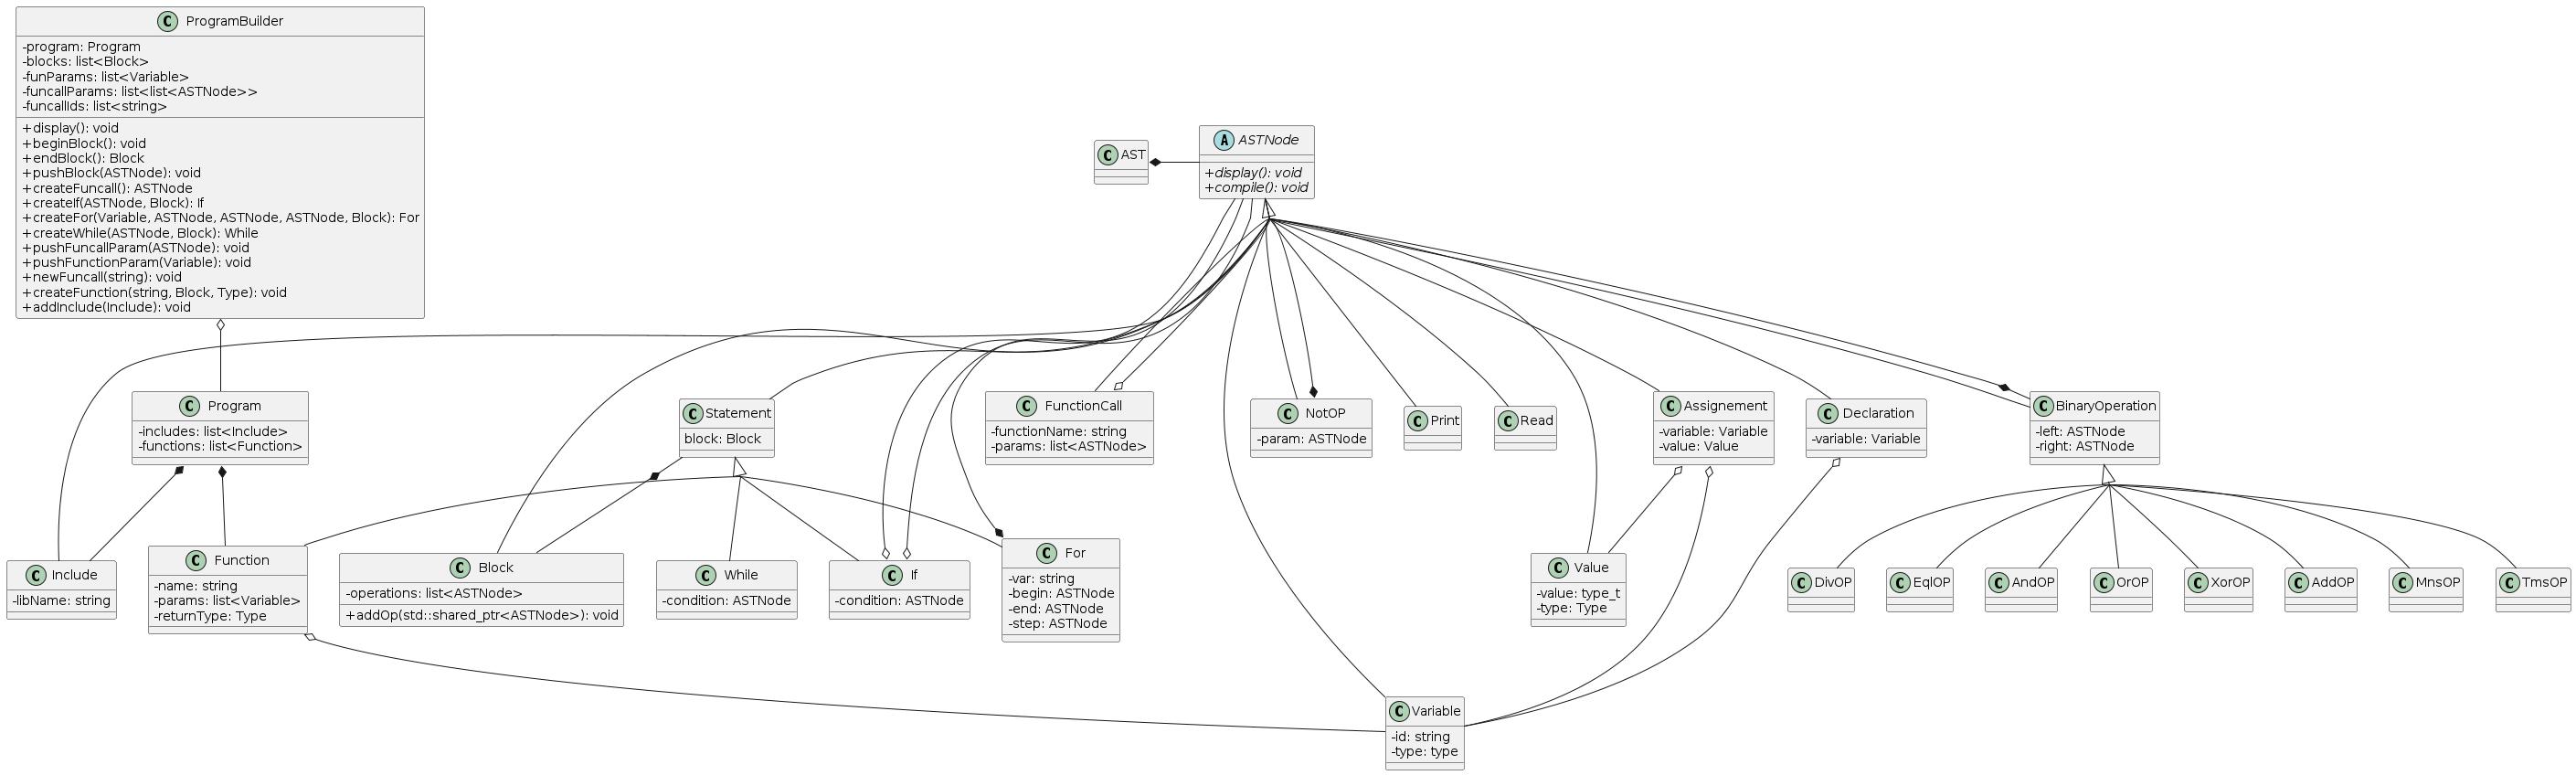 C ProgramBuilder
-program: Program
-blocks: list<Block>
-funParams: list<Variable>
-funcallParams: list<list<ASTNode>>
-funcallIds: list<string>
+display(): void
+beginBlock(): void
+endBlock(): Block
+pushBlock(ASTNode): void
+createFuncall(): ASTNode
+createIf(ASTNode, Block): If
+createFor(Variable, ASTNode, ASTNode, ASTNode, Block): For
+createWhile(ASTNode, Block): While
+pushFuncallParam(ASTNode): void
+pushFunctionParam(Variable): void
+newFuncall(string): void
+createFunction(string, Block, Type): void
+addInclude(Include): void
C AST
A ASTNode
+display(): void
+compile(): void
C Program
-includes: list<Include>
-functions: list<Function>
C Statement
block: Block
C FunctionCall
-functionName: string
-params: list<ASTNode>
C NotOP
-param: ASTNode
C Print
C Read
C Assignement
-variable: Variable
-value: Value
C Declaration
-variable: Variable
C BinaryOperation
-left: ASTNode
-right: ASTNode
C Include
-libName: string
C Function
-name: string
-params: list<Variable>
-returnType: Type
C Block
-operations: list<ASTNode>
+addOp(std::shared_ptr<ASTNode>): void
C While
-condition: ASTNode
C If
-condition: ASTNode
C For
-var: string
-begin: ASTNode
-end: ASTNode
-step: ASTNode
C Value
-value: type_t
-type: Type
C DivOP
C EqlOP
C AndOP
C OrOP
C XorOP
C AddOP
C MnsOP
C TmsOP
C Variable
-id: string
-type: type